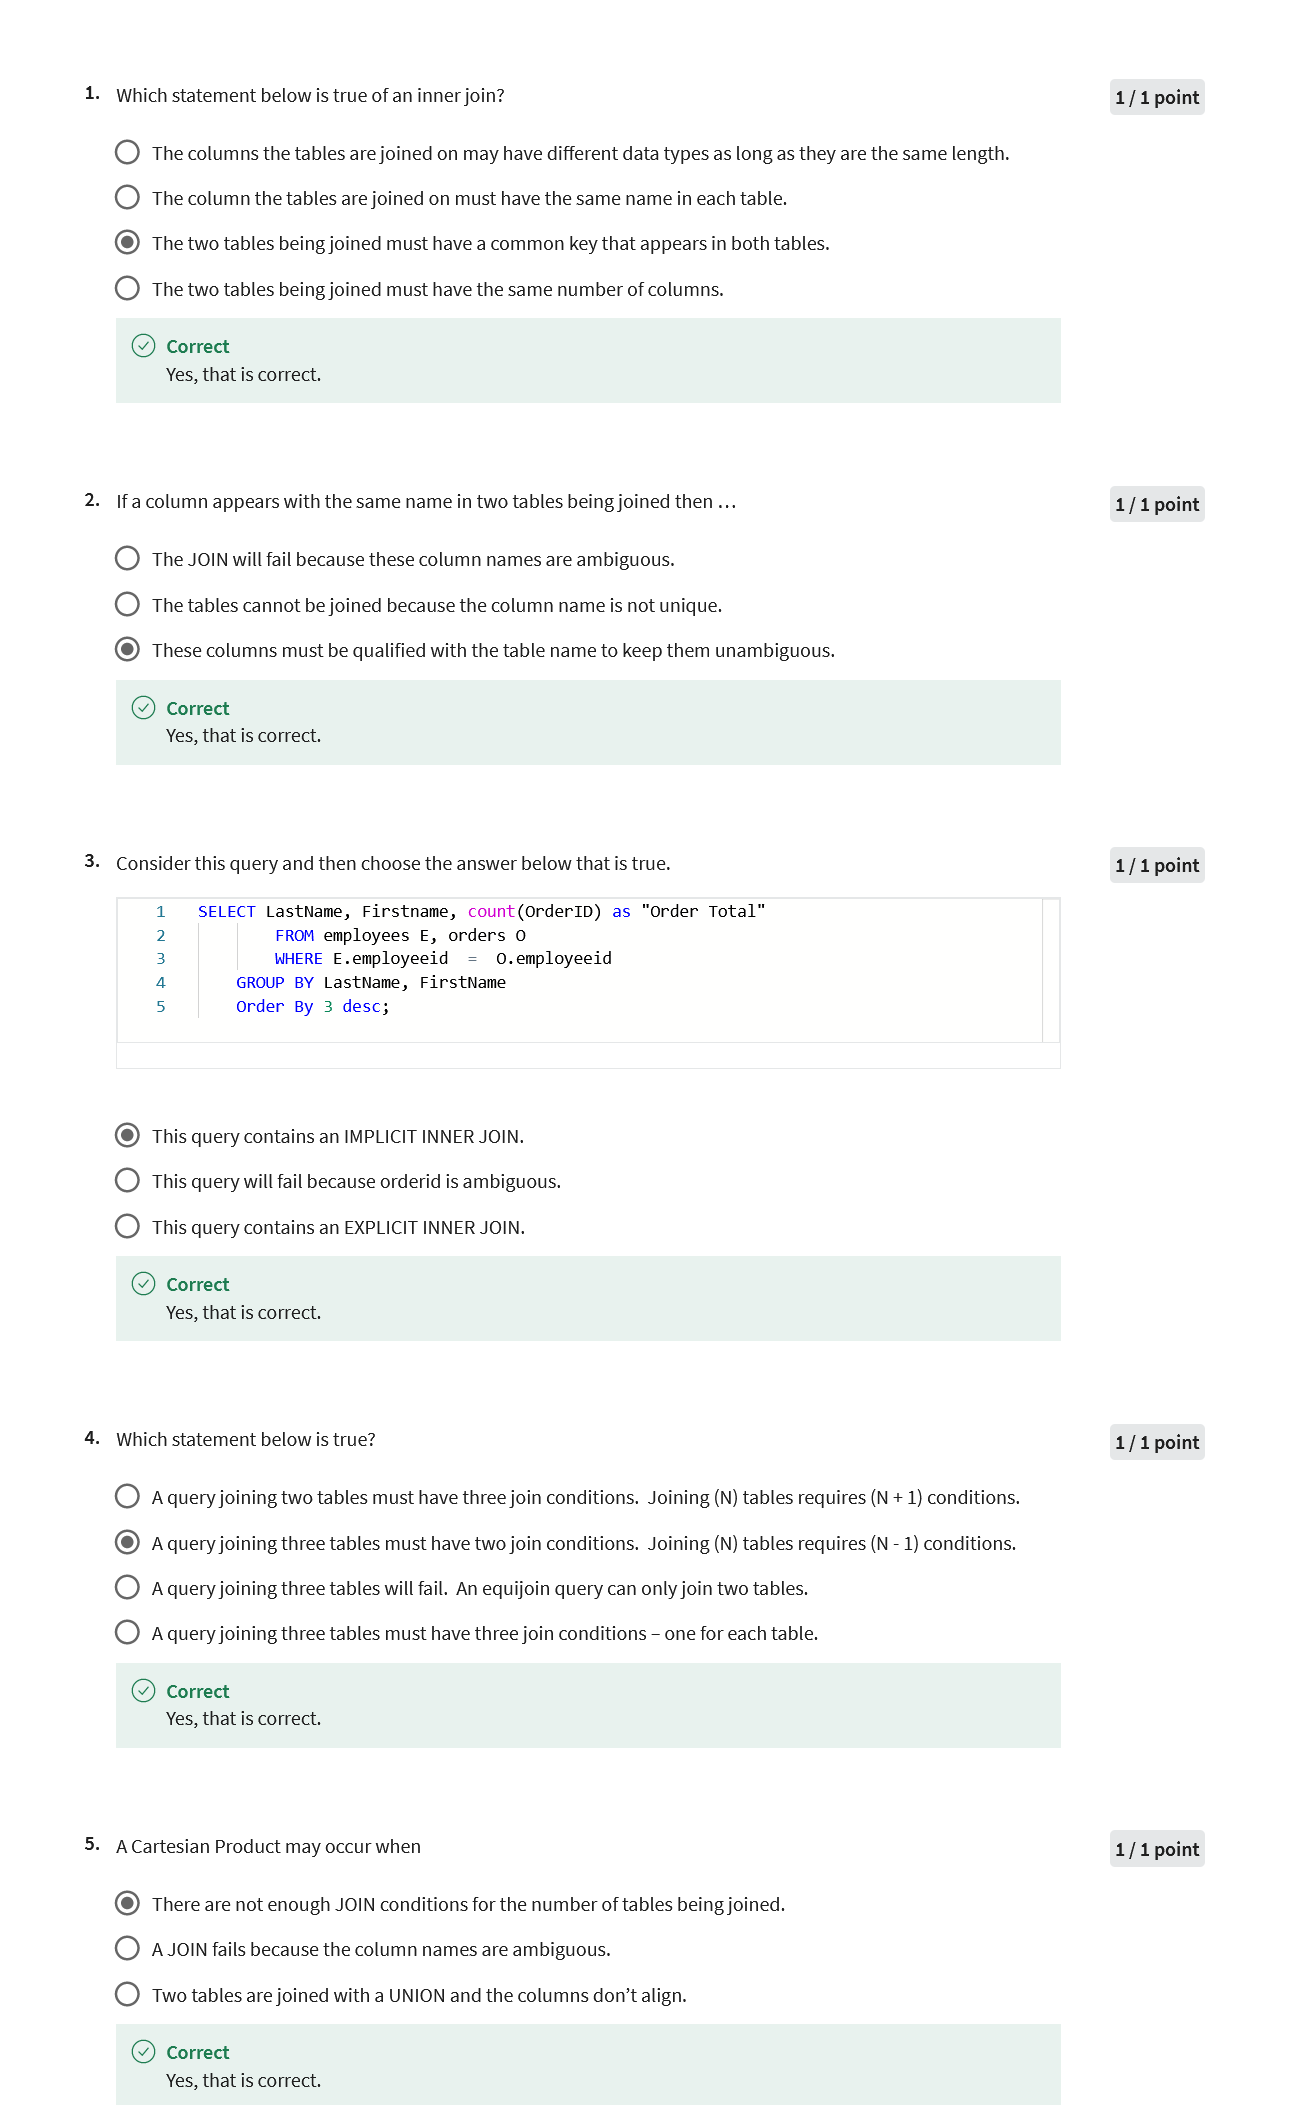 1. Which statement below is true of an inner join?
1 / 1 point
The columns the tables are joined on may have different data types as long as they are the same length.
The column the tables are joined on must have the same name in each table.
The two tables being joined must have a common key that appears in both tables.
The two tables being joined must have the same number of columns.
Correct
Yes, that is correct.
2. If a column appears with the same name in two tables being joined then …
1 / 1 point
The JOIN will fail because these column names are ambiguous.
The tables cannot be joined because the column name is not unique.
These columns must be qualified with the table name to keep them unambiguous.
Correct
Yes, that is correct.
3. Consider this query and then choose the answer below that is true.
1 / 1 point
1 SELECT LastName, Firstname, count(OrderID) as "Order Total"
2 FROM employees E, orders O
3 WHERE E.employeeid = O.employeeid
4 GROUP BY LastName, FirstName
5 Order By 3 desc;
This query contains an IMPLICIT INNER JOIN.
This query will fail because orderid is ambiguous.
This query contains an EXPLICIT INNER JOIN.
Correct
Yes, that is correct.
4. Which statement below is true?
1 / 1 point
A query joining two tables must have three join conditions. Joining (N) tables requires (N + 1) conditions.
A query joining three tables must have two join conditions. Joining (N) tables requires (N - 1) conditions.
A query joining three tables will fail. An equijoin query can only join two tables.
A query joining three tables must have three join conditions – one for each table.
Correct
Yes, that is correct.
5. A Cartesian Product may occur when
1 / 1 point
There are not enough JOIN conditions for the number of tables being joined.
A JOIN fails because the column names are ambiguous.
Two tables are joined with a UNION and the columns don’t align.
Correct
Yes, that is correct.